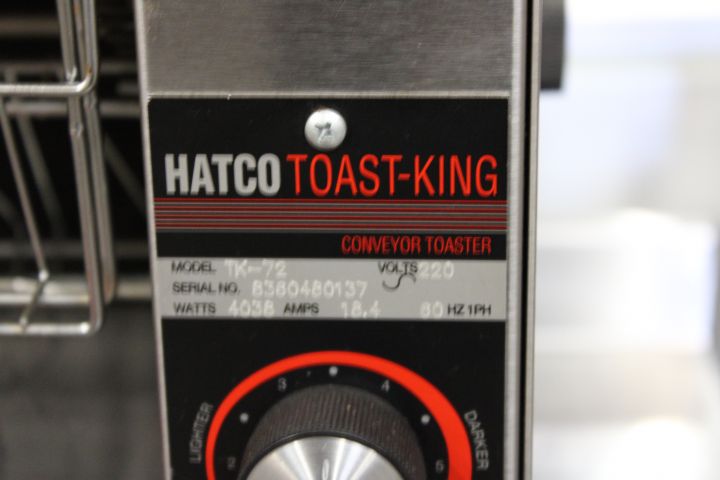 HATCO TOAST-KING
CONVEYOR TOASTER
MODEL TK-72 VOLTS 220
SERIAL NO. 8380480137
WATTS 4038 AMPS 18.4 60 HZ 1PH
3 4
LIGHTER DARKER
2 5